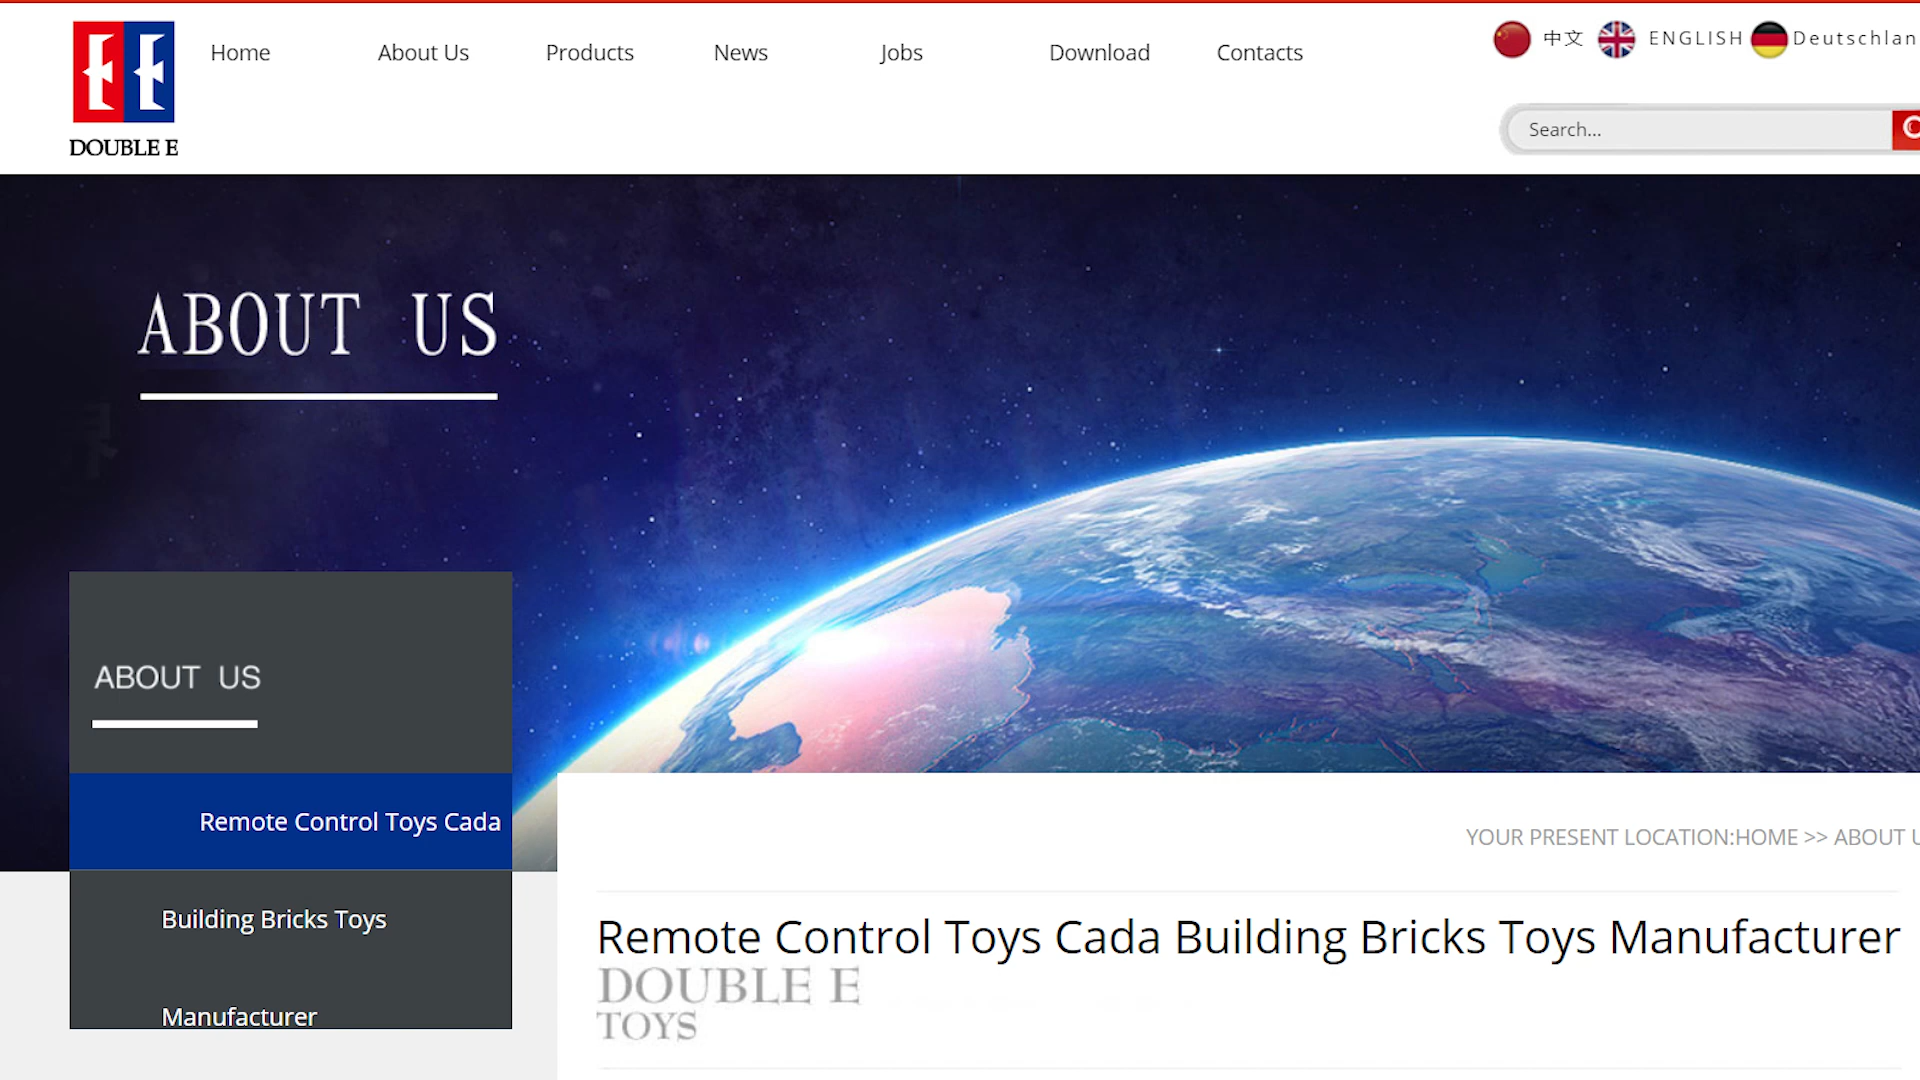 DOUBLE E
Home
About Us
Products
News
Jobs
Download
Contacts
中文
ENGLISH
Deutschlan
Search...
ABOUT US
ABOUT US
Remote Control Toys Cada
Building Bricks Toys
Manufacturer
YOUR PRESENT LOCATION:HOME >> ABOUT U
Remote Control Toys Cada Building Bricks Toys Manufacturer
DOUBLE E
TOYS